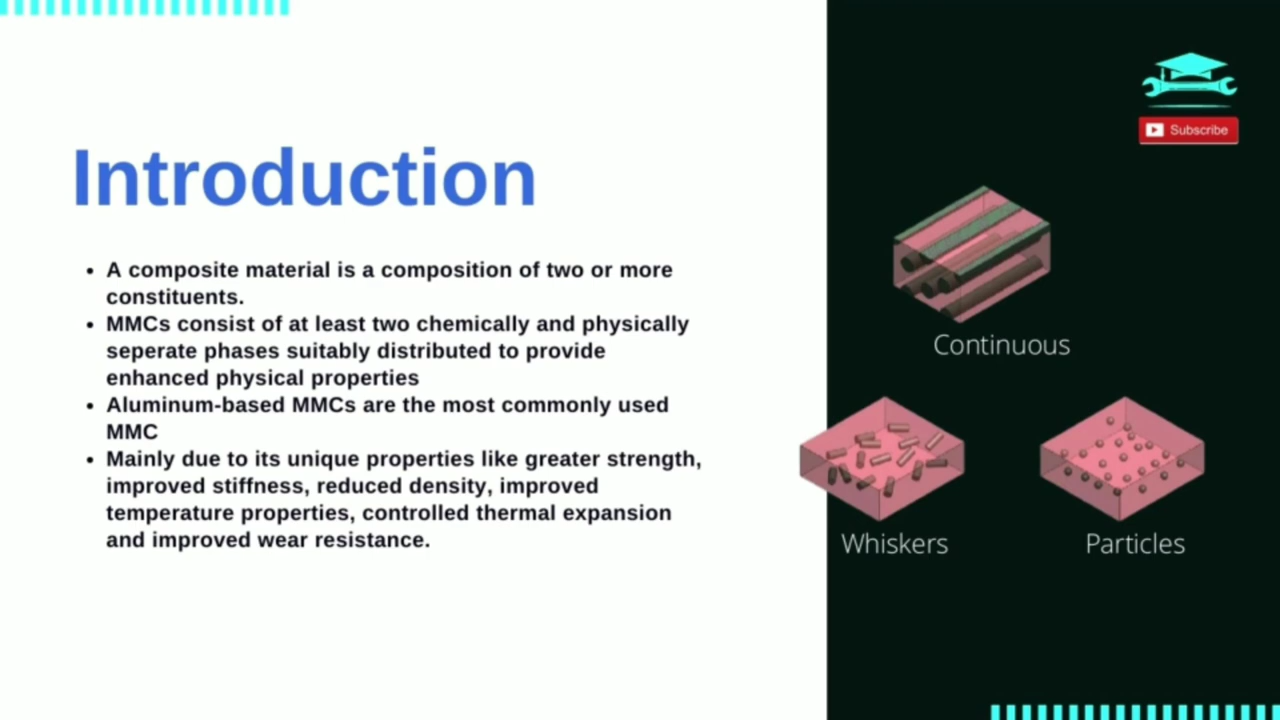 Introduction
• A composite material is a composition of two or more
constituents.
• MMCs consist of at least two chemically and physically
seperate phases suitably distributed to provide
enhanced physical properties
• Aluminum-based MMCs are the most commonly used
MMC
• Mainly due to its unique properties like greater strength,
improved stiffness, reduced density, improved
temperature properties, controlled thermal expansion
and improved wear resistance.
Subscribe
Continuous
Whiskers
Particles